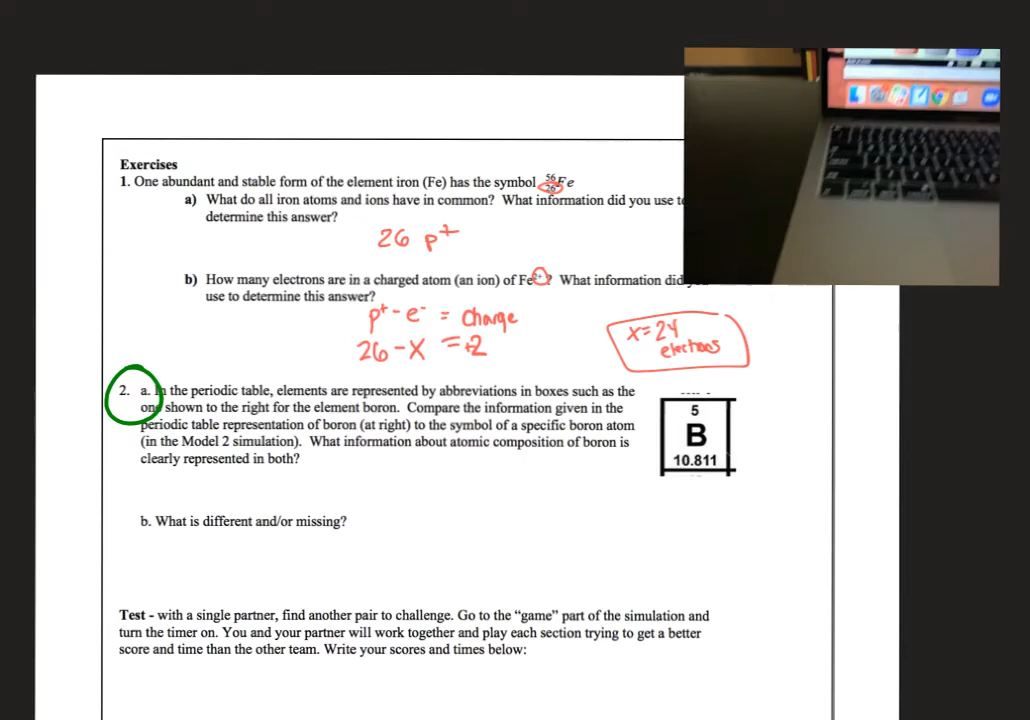 Exercises
1. One abundant and stable form of the element iron (Fe) has the symbol 56 26 Fe
a) What do all iron atoms and ions have in common? What information did you use to
determine this answer?
26 p+
b) How many electrons are in a charged atom (an ion) of Fe2+? What information did you
use to determine this answer?
p+ - e- = charge
26 - x = +2
x = 24
electrons
2. a. In the periodic table, elements are represented by abbreviations in boxes such as the
one shown to the right for the element boron. Compare the information given in the
periodic table representation of boron (at right) to the symbol of a specific boron atom
(in the Model 2 simulation). What information about atomic composition of boron is
clearly represented in both?
5
B
10.811
b. What is different and/or missing?
Test - with a single partner, find another pair to challenge. Go to the “game” part of the simulation and
turn the timer on. You and your partner will work together and play each section trying to get a better
score and time than the other team. Write your scores and times below: